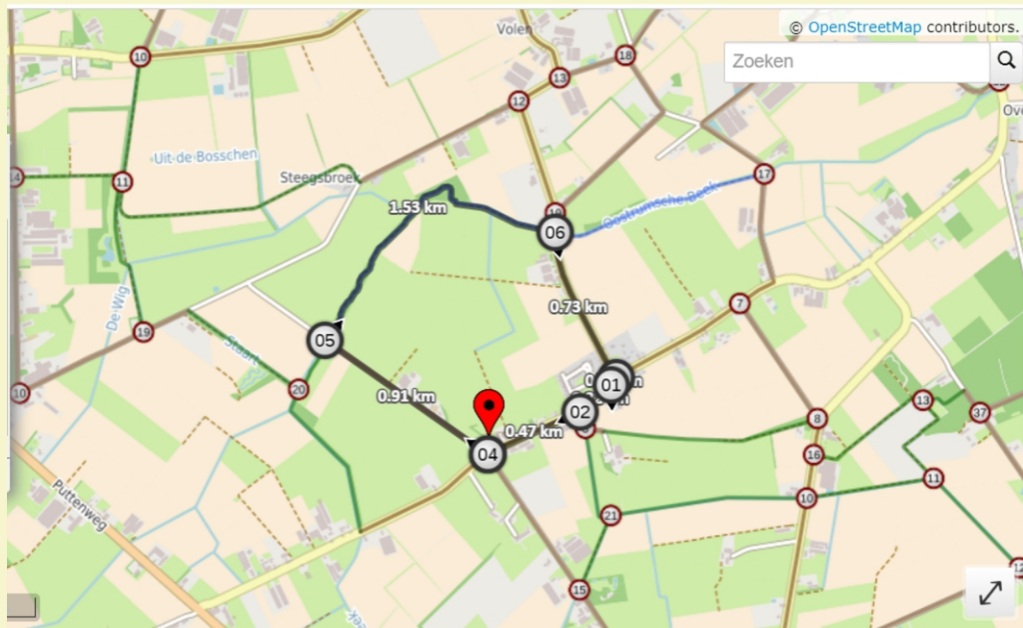 © OpenStreetMap contributors.
Zoeken
Volen
10
18
13
12
Uit de Bosschen
Steegsbroek
14
11
17
1.53 km
Oostrumsche Beek
06
0.73 km
7
De Wig
19
05
Staart
01
20
10
0.91 km
02
13
37
0.47 km
8
04
16
11
Puttenweg
10
21
15